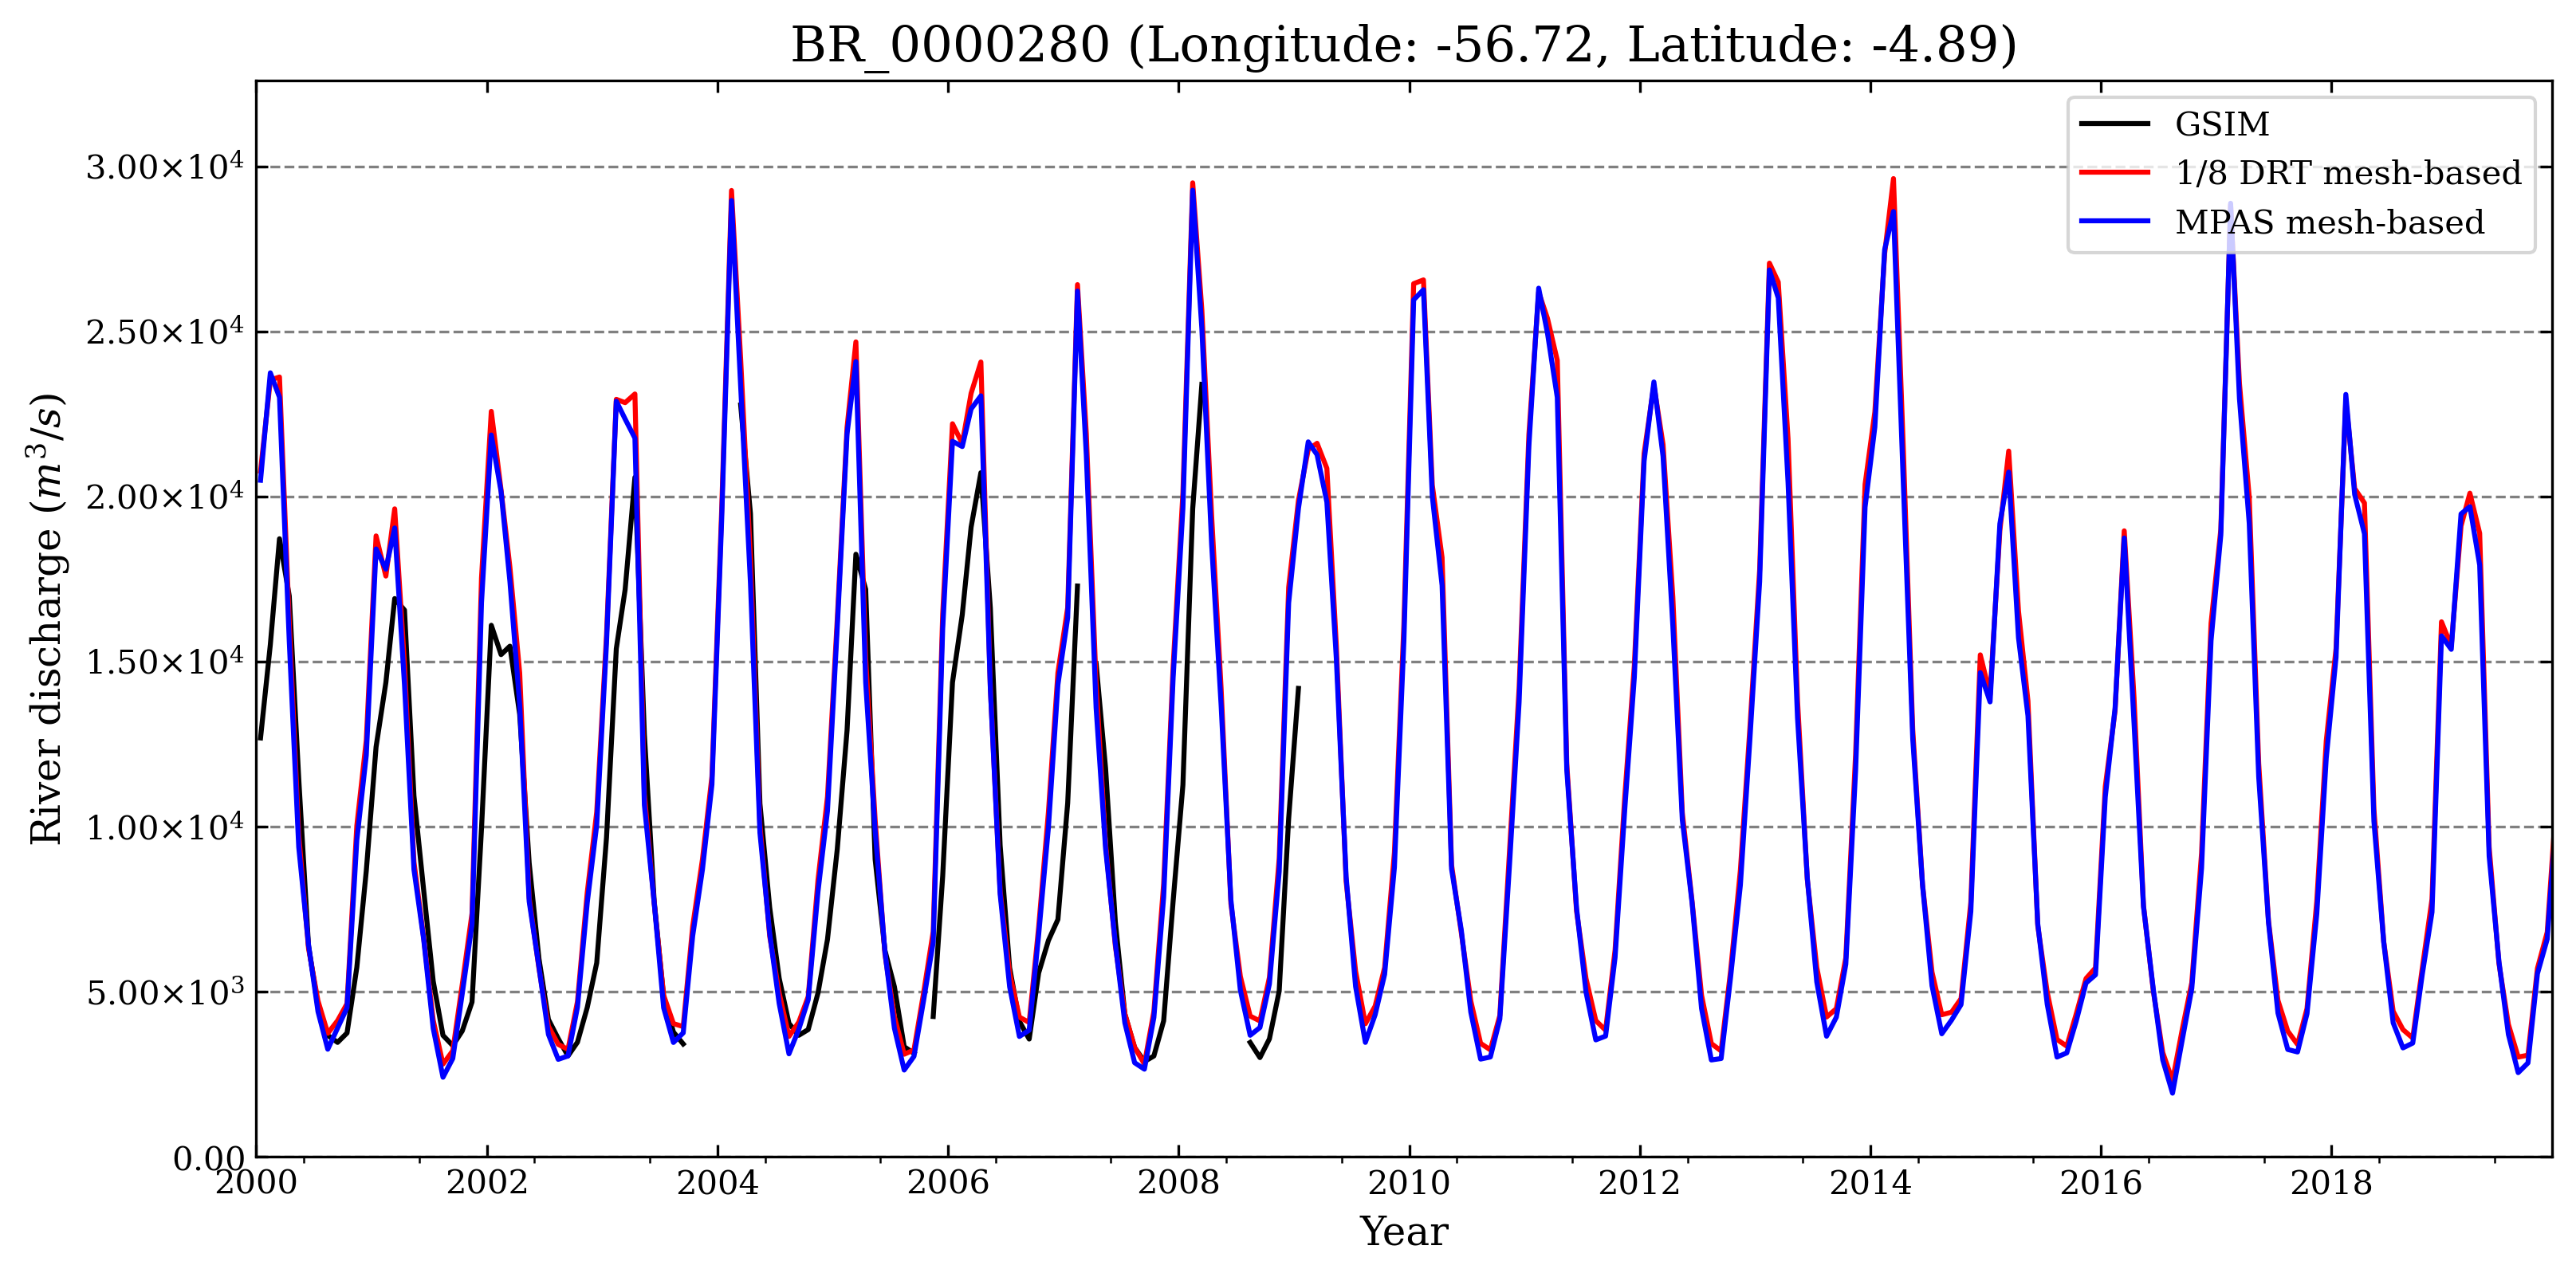 BR_0000280 (Longitude: -56.72, Latitude: -4.89)
GSIM
1/8 DRT mesh-based
MPAS mesh-based
River discharge (m³/s)
3.00×10⁴
2.50×10⁴
2.00×10⁴
1.50×10⁴
1.00×10⁴
5.00×10³
0.00
2000 2002 2004 2006 2008 2010 2012 2014 2016 2018
Year